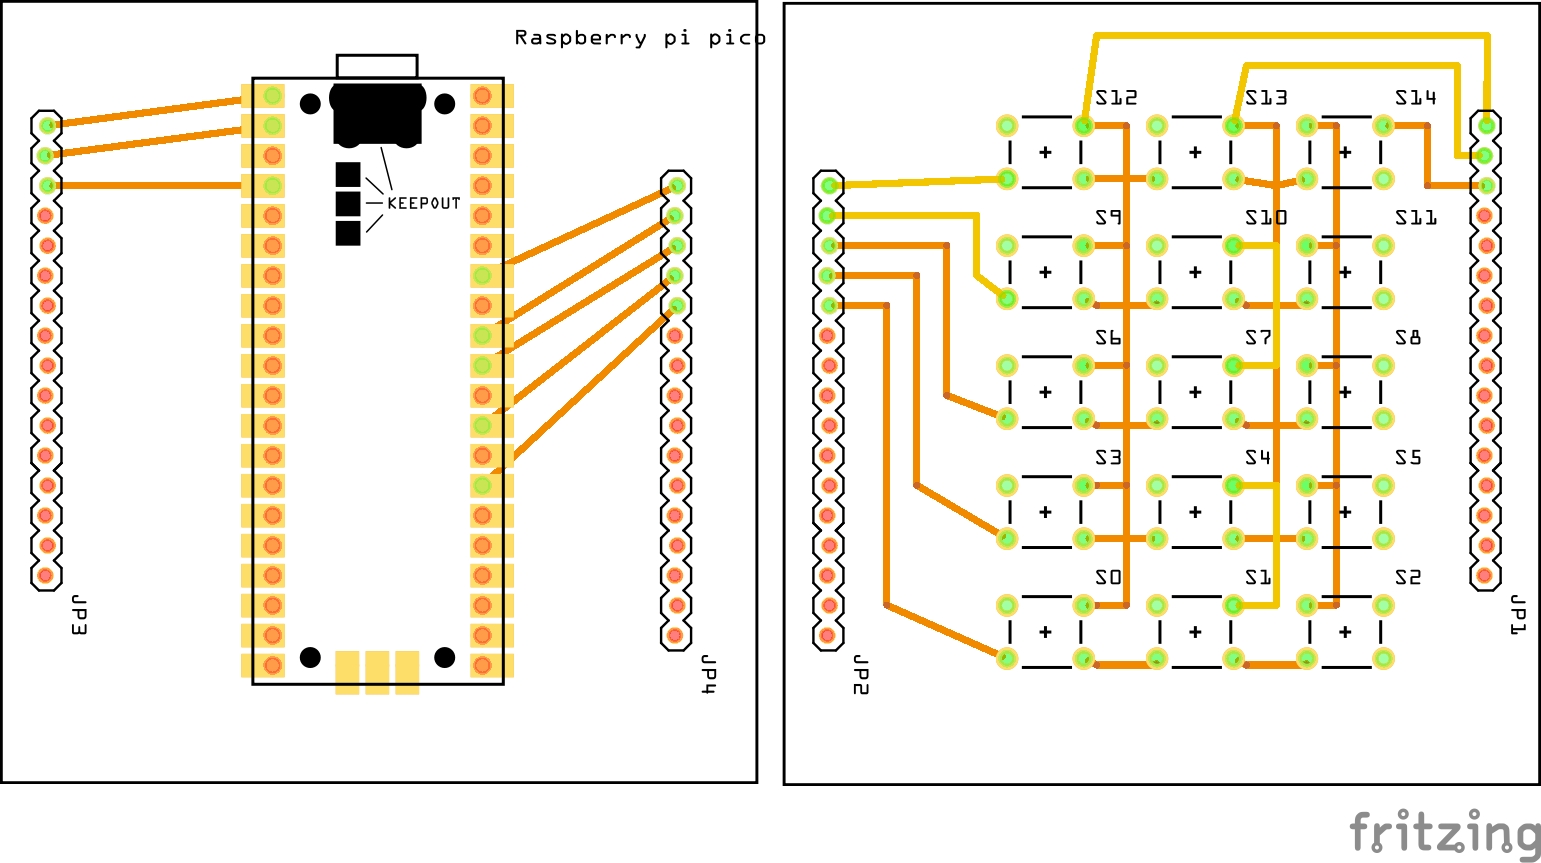 Raspberry pi pico
KEEPOUT
JP3
JP4
S12
S13
S14
S9
S10
S11
S6
S7
S8
S3
S4
S5
S0
S1
S2
JP2
JP1
fritzing